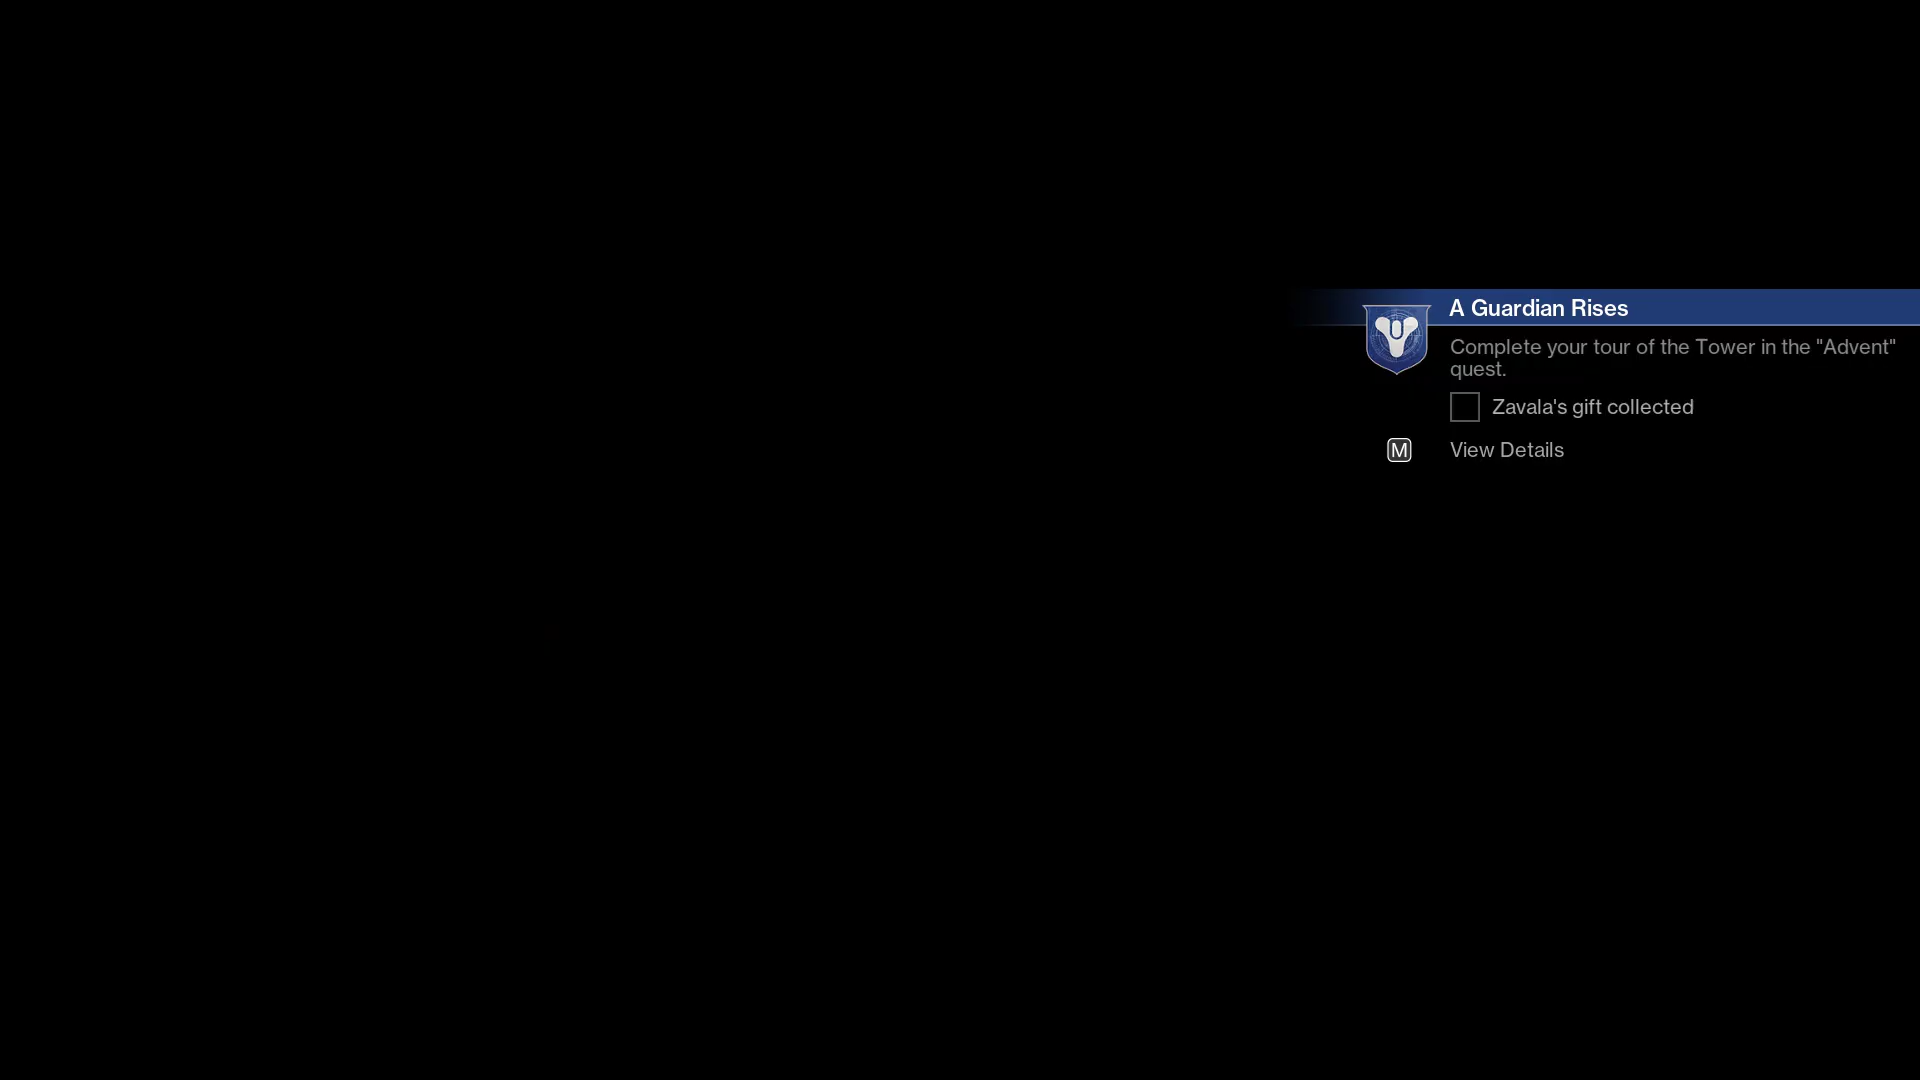 A Guardian Rises
Complete your tour of the Tower in the "Advent"
quest.
Zavala's gift collected
M View Details